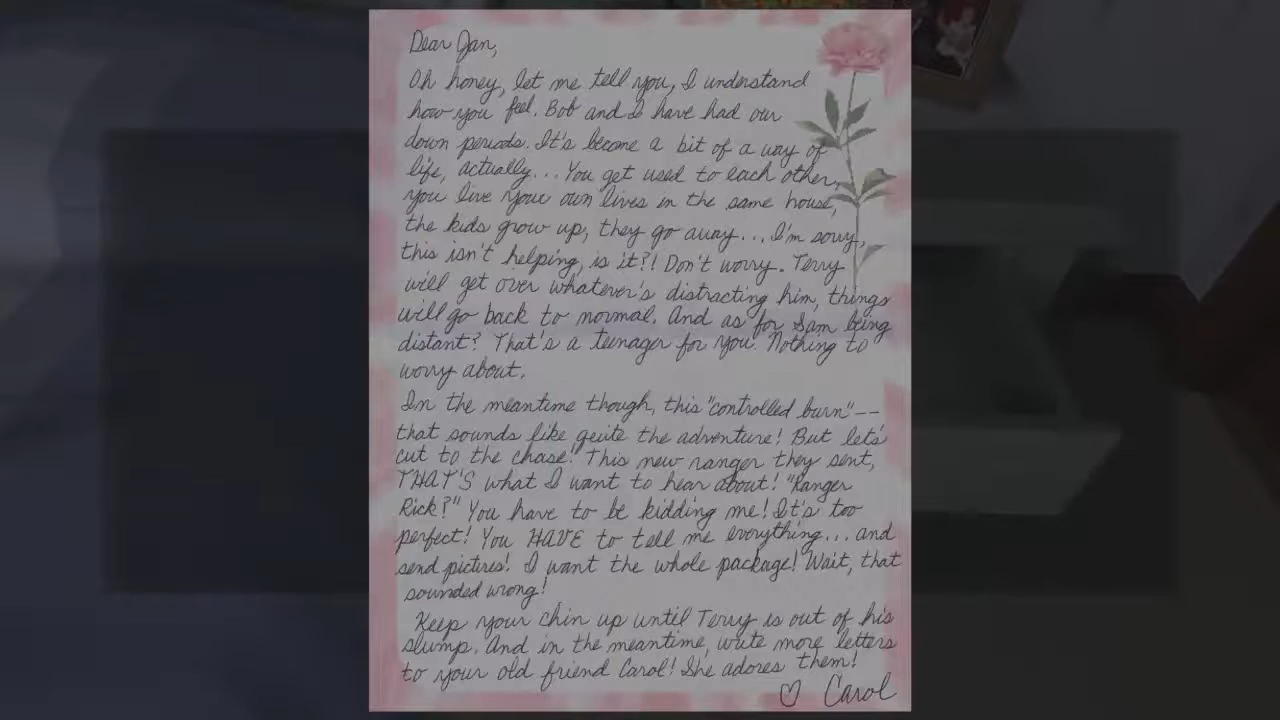 Dear Jan,
Oh honey, let me tell you, I understand
how you feel. Bob and I have had our
down periods. It's become a bit of a way of
life, actually... You get used to each other,
you live your own lives in the same house,
the kids grow up, they go away... I'm sorry,
this isn't helping, is it?! Don't worry. Terry
will get over whatever's distracting him, things
will go back to normal. And as for Sam being
distant? That's a teenager for you. Nothing to
worry about.
In the meantime though, this "controlled burn"--
that sounds like quite the adventure! But let's
cut to the chase! This new ranger they sent,
THAT'S what I want to hear about! "Ranger
Rick?" You have to be kidding me! It's too
perfect! You HAVE to tell me everything... and
send pictures! I want the whole package! Wait, that
sounded wrong!
Keep your chin up until Terry is out of his
slump. And in the meantime, write more letters
to your old friend Carol! She adores them!
♡ Carol